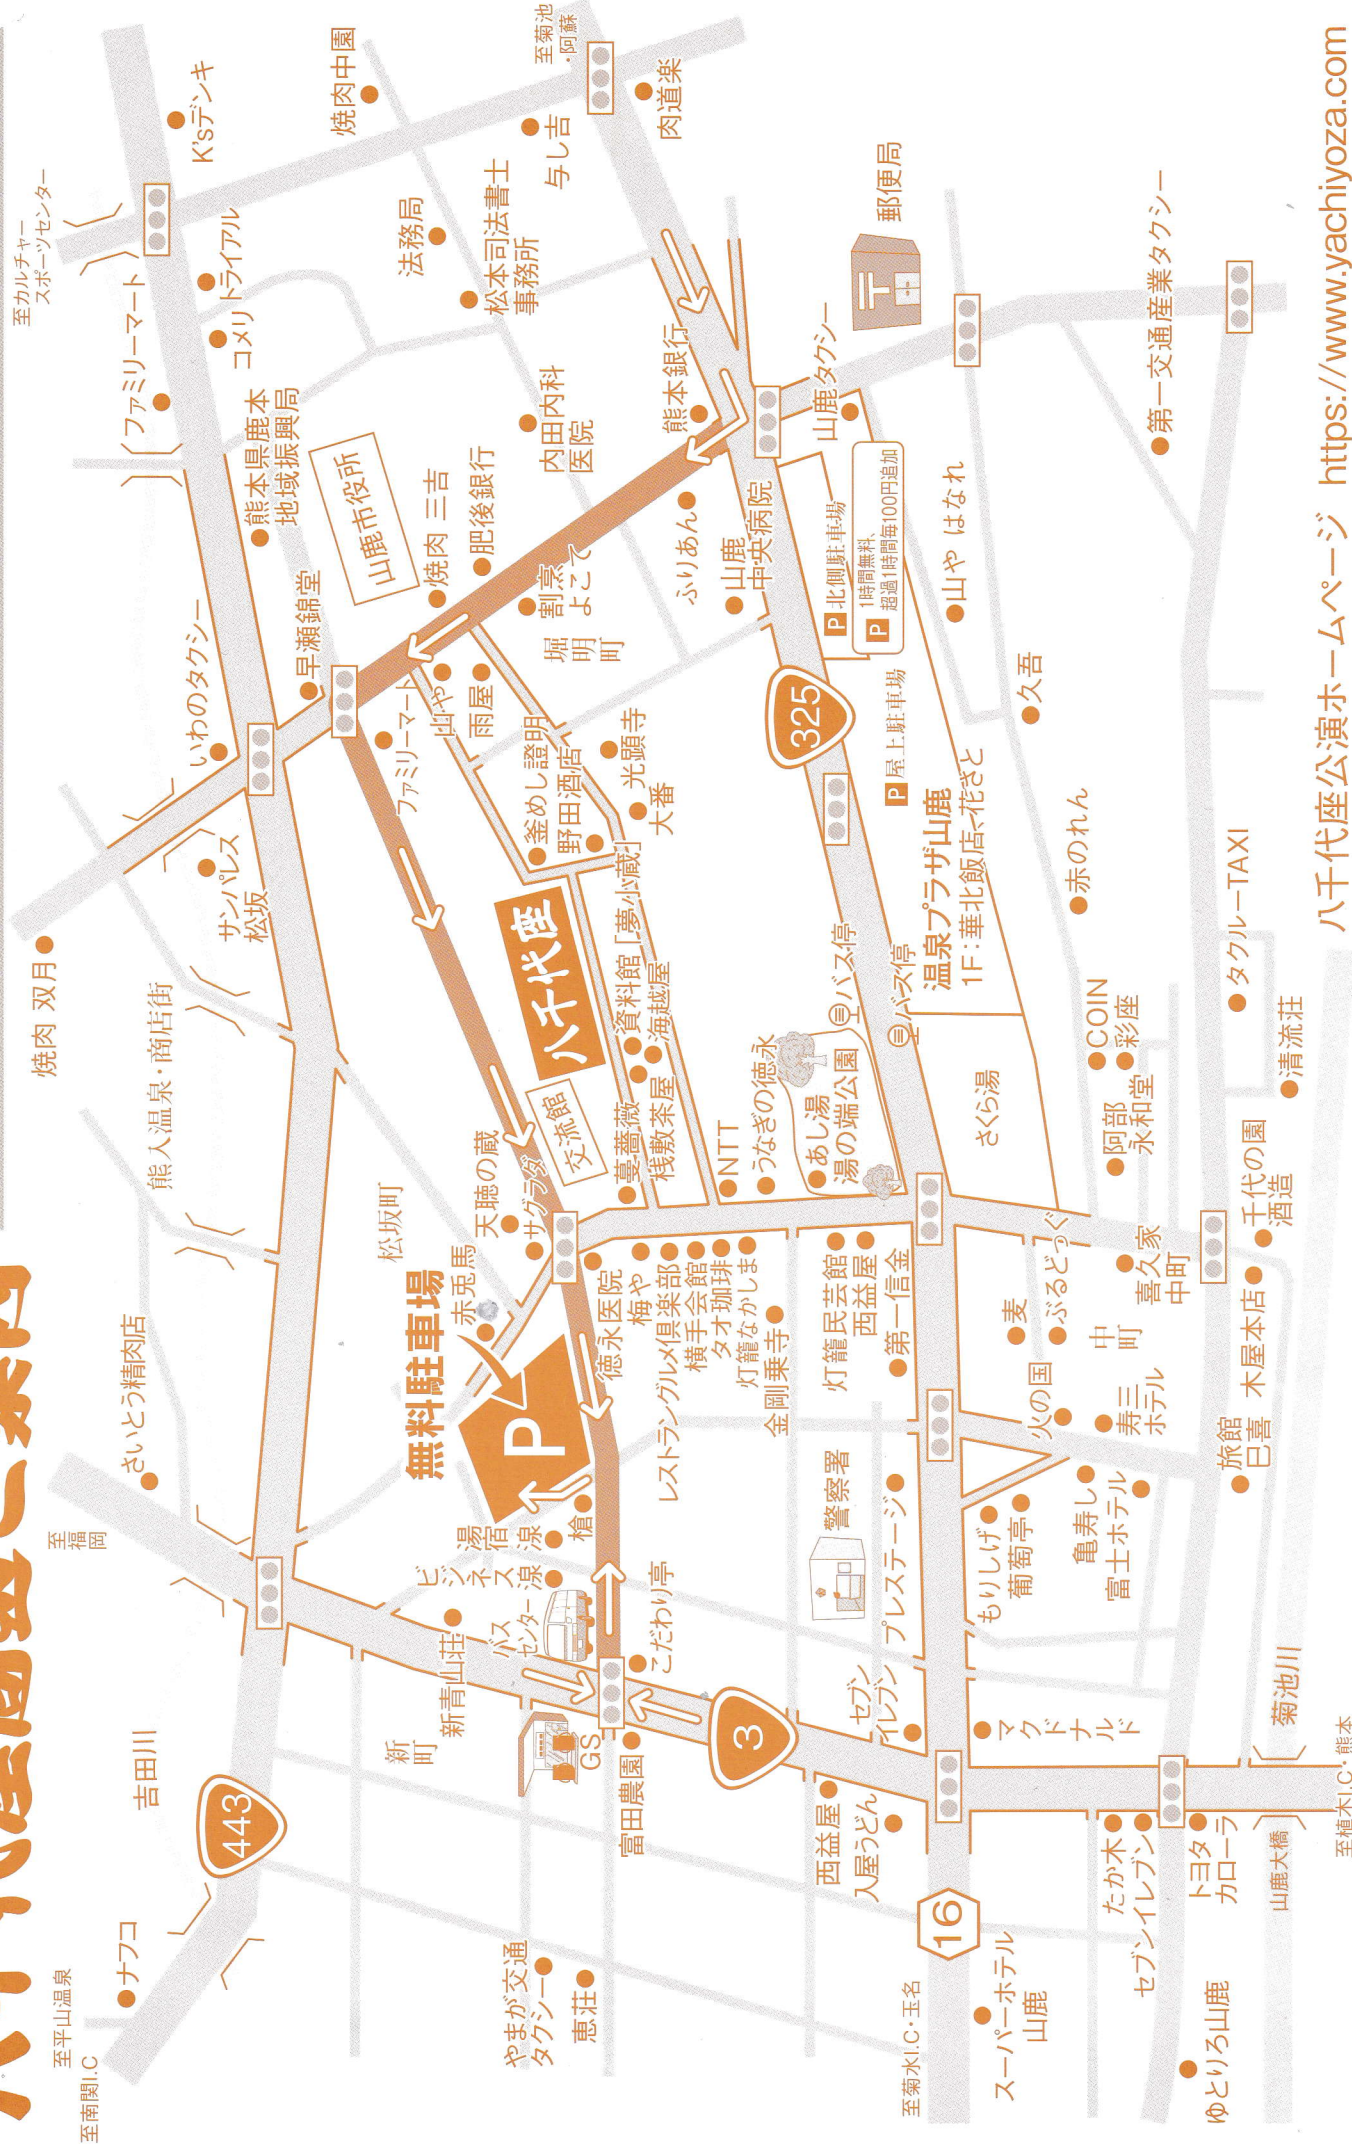 至南関I.C
至平山温泉
ナフコ
443
吉田川
至福岡
さいとう精肉店
熊入温泉・商店街
焼肉 双月
サンパレス
松坂
いわのタクシー
早瀬錦堂
熊本県鹿本
地域振興局
ファミリーマート
コメリ
トライアル
K'sデンキ
至カルチャー
スポーツセンター
山鹿市役所
焼肉中園
法務局
松本司法書士
事務所
与し吉
至菊池
・阿蘇
肉道楽
新町
新青山荘
バス
センター
ビジネス湶
湯宿湶
槍
無料駐車場
P
赤兎馬
松坂町
天聴の蔵
サグラダ
交流館
八千代座
ファミリーマート
山や
雨屋
焼肉 三吉
肥後銀行
割烹
よこて
堀明町
内田内科
医院
熊本銀行
ふりあん
山鹿
中央病院
釜めし證明
野田酒店
光顕寺
大番
資料館「夢小蔵」
海越屋
蔓薔薇
桟敷茶屋
NTT
うなぎの徳永
あし湯
湯の端公園
バス停
バス停
325
やまが交通
タクシー
恵荘
GS
富田農園
こだわり亭
3
徳永医院
梅や
レストラングルメ倶楽部
横手会館
タオ珈琲
灯籠なかしま
金剛乗寺
灯籠民芸館
西益屋
第一信金
警察署
プレステージ
セブン
イレブン
マクドナルド
西益屋
入屋うどん
至菊水I.C・玉名
16
スーパーホテル
山鹿
ゆとりろ山鹿
たか木
セブンイレブン
トヨタ
カローラ
山鹿大橋
至植木I.C・熊本
菊池川
もりしげ
葡萄亭
亀寿し
富士ホテル
火の国
寿三
ホテル
中町
麦
ぶるどっぐ
喜久家
中町
旅館
巳喜
木屋本店
千代の園
酒造
清流荘
タクルーTAXI
阿部
永和堂
COIN
彩座
さくら湯
温泉プラザ山鹿
1F：華北飯店、花さと
P 屋上駐車場
P 北側駐車場
P 1時間無料、
超過1時間毎100円追加
山鹿タクシー
郵便局
山や はなれ
久吾
赤のれん
第一交通産業タクシー
八千代座公演ホームページ https://www.yachiyoza.com